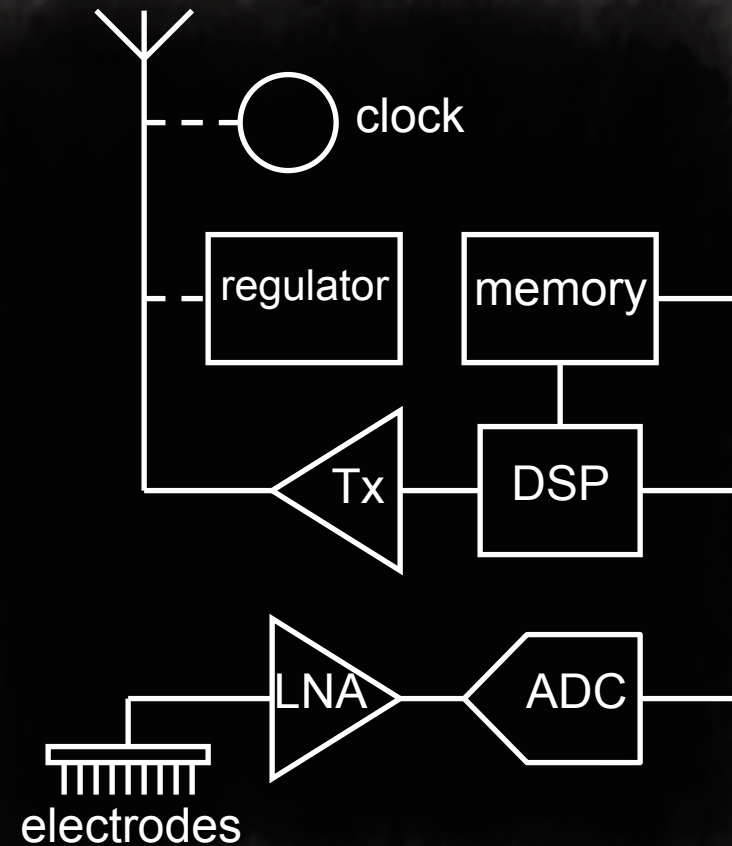 clock
regulator
memory
Tx
DSP
LNA
ADC
electrodes